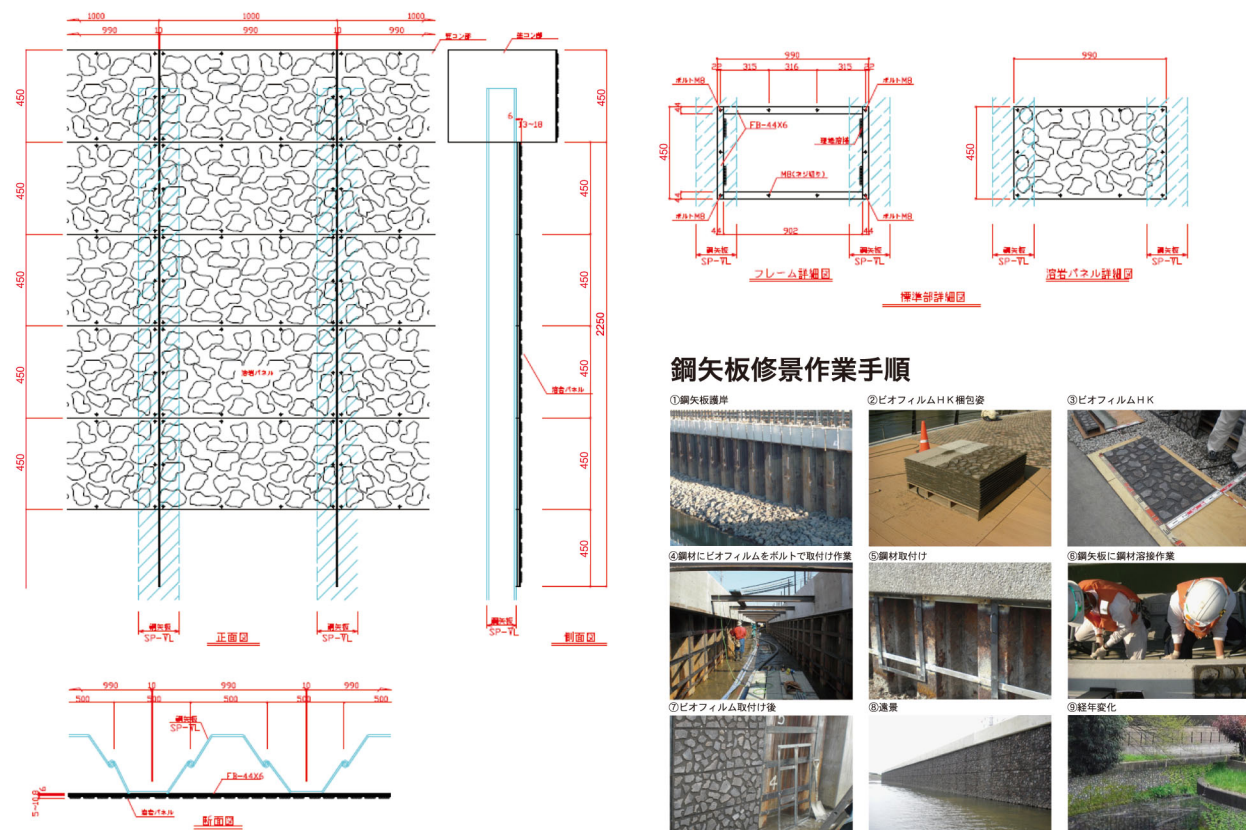 1000
1000
1000
990
10
990
10
990
笠コン部
笠コン部
450
450
450
450
450
450
450
450
450
450
450
2250
6
13~18
溶岩パネル
溶岩パネル
鋼矢板
SP-VL
鋼矢板
SP-VL
正面図
鋼矢板
SP-VL
側面図
990
10
990
10
990
500
500
500
500
500
鋼矢板
SP-VL
FB-44X6
溶岩パネル
6
断面図
990
22
315
316
315
22
ボルトM8
ボルトM8
44
450
FB-44X6
現地溶接
M8(ネジ切り)
44
ボルトM8
ボルトM8
44
902
44
鋼矢板
SP-VL
鋼矢板
SP-VL
フレーム詳細図
990
450
鋼矢板
SP-VL
鋼矢板
SP-VL
溶岩パネル詳細図
標準部詳細図
鋼矢板修景作業手順
①鋼矢板護岸
②ビオフィルムHK梱包姿
③ビオフィルムHK
④鋼材にビオフィルムをボルトで取付け作業
⑤鋼材取付け
⑥鋼矢板に鋼材溶接作業
⑦ビオフィルム取付け後
⑧遠景
⑨経年変化